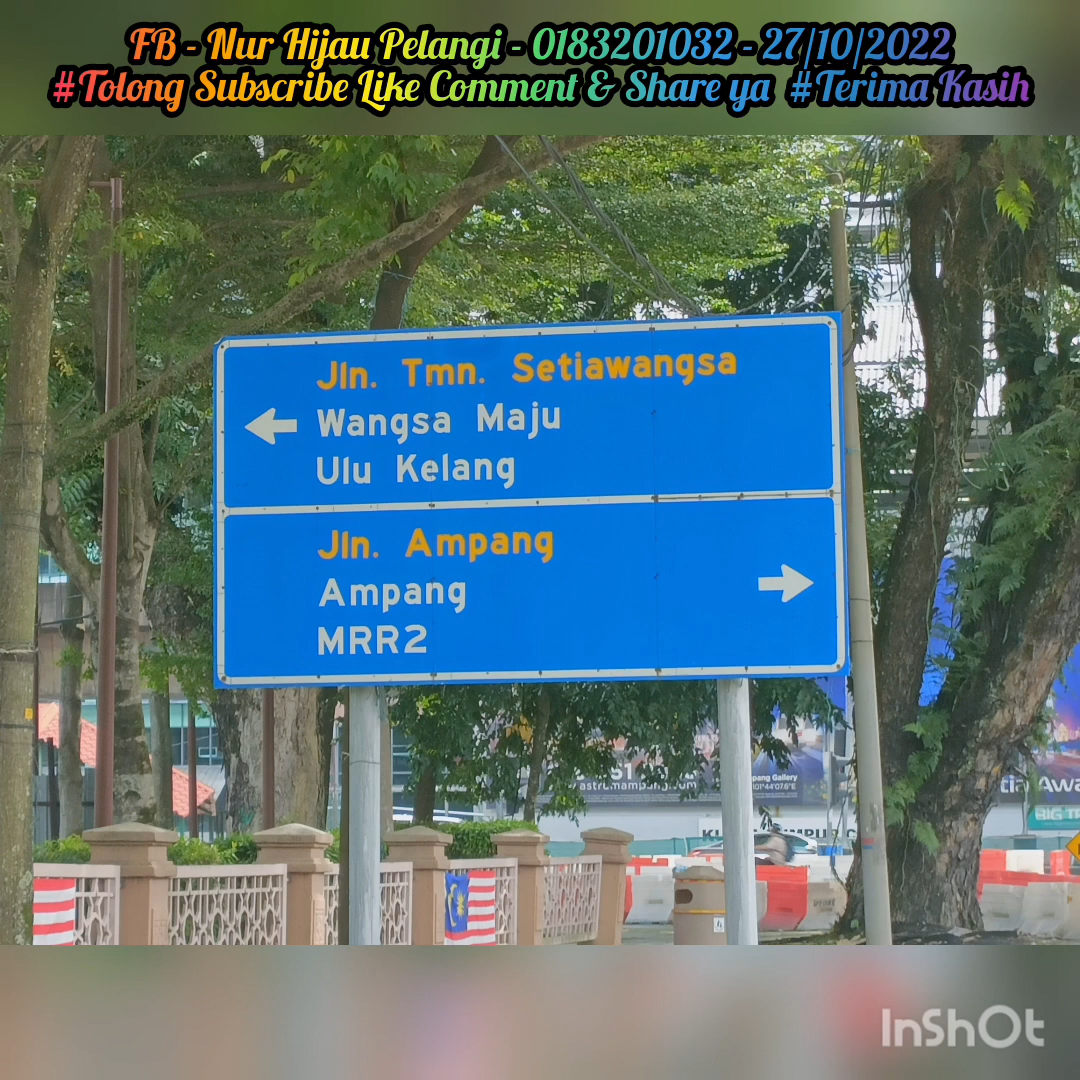 FB - Nur Hijau Pelangi - 0183201032 - 27/10/2022
#Tolong Subscribe Like Comment & Share ya #Terima Kasih
Jln. Tmn. Setiawangsa
Wangsa Maju
Ulu Kelang
Jln. Ampang
Ampang
MRR2
Gallery
InShOt